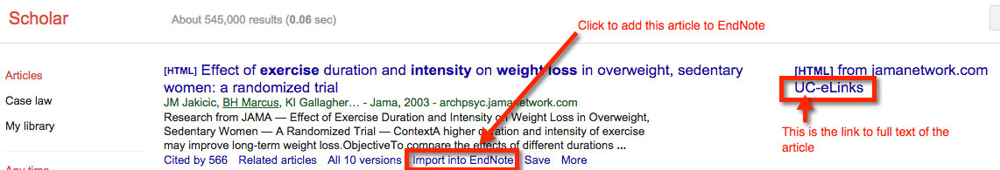 Scholar
About 545,000 results (0.06 sec)
Click to add this article to EndNote
Articles
Case law
My library
Any time
[HTML] Effect of exercise duration and intensity on weight loss in overweight, sedentary
women: a randomized trial
JM Jakicic, BH Marcus, KI Gallagher… - Jama, 2003 - archpsyc.jamanetwork.com
Research from JAMA — Effect of Exercise Duration and Intensity on Weight Loss in Overweight,
Sedentary Women — A Randomized Trial — ContextA higher duration and intensity of exercise
may improve long-term weight loss.ObjectiveTo compare the effects of different durations ...
Cited by 566 Related articles All 10 versions Import into EndNote Save More
[HTML] from jamanetwork.com
UC-eLinks
This is the link to full text of the
article